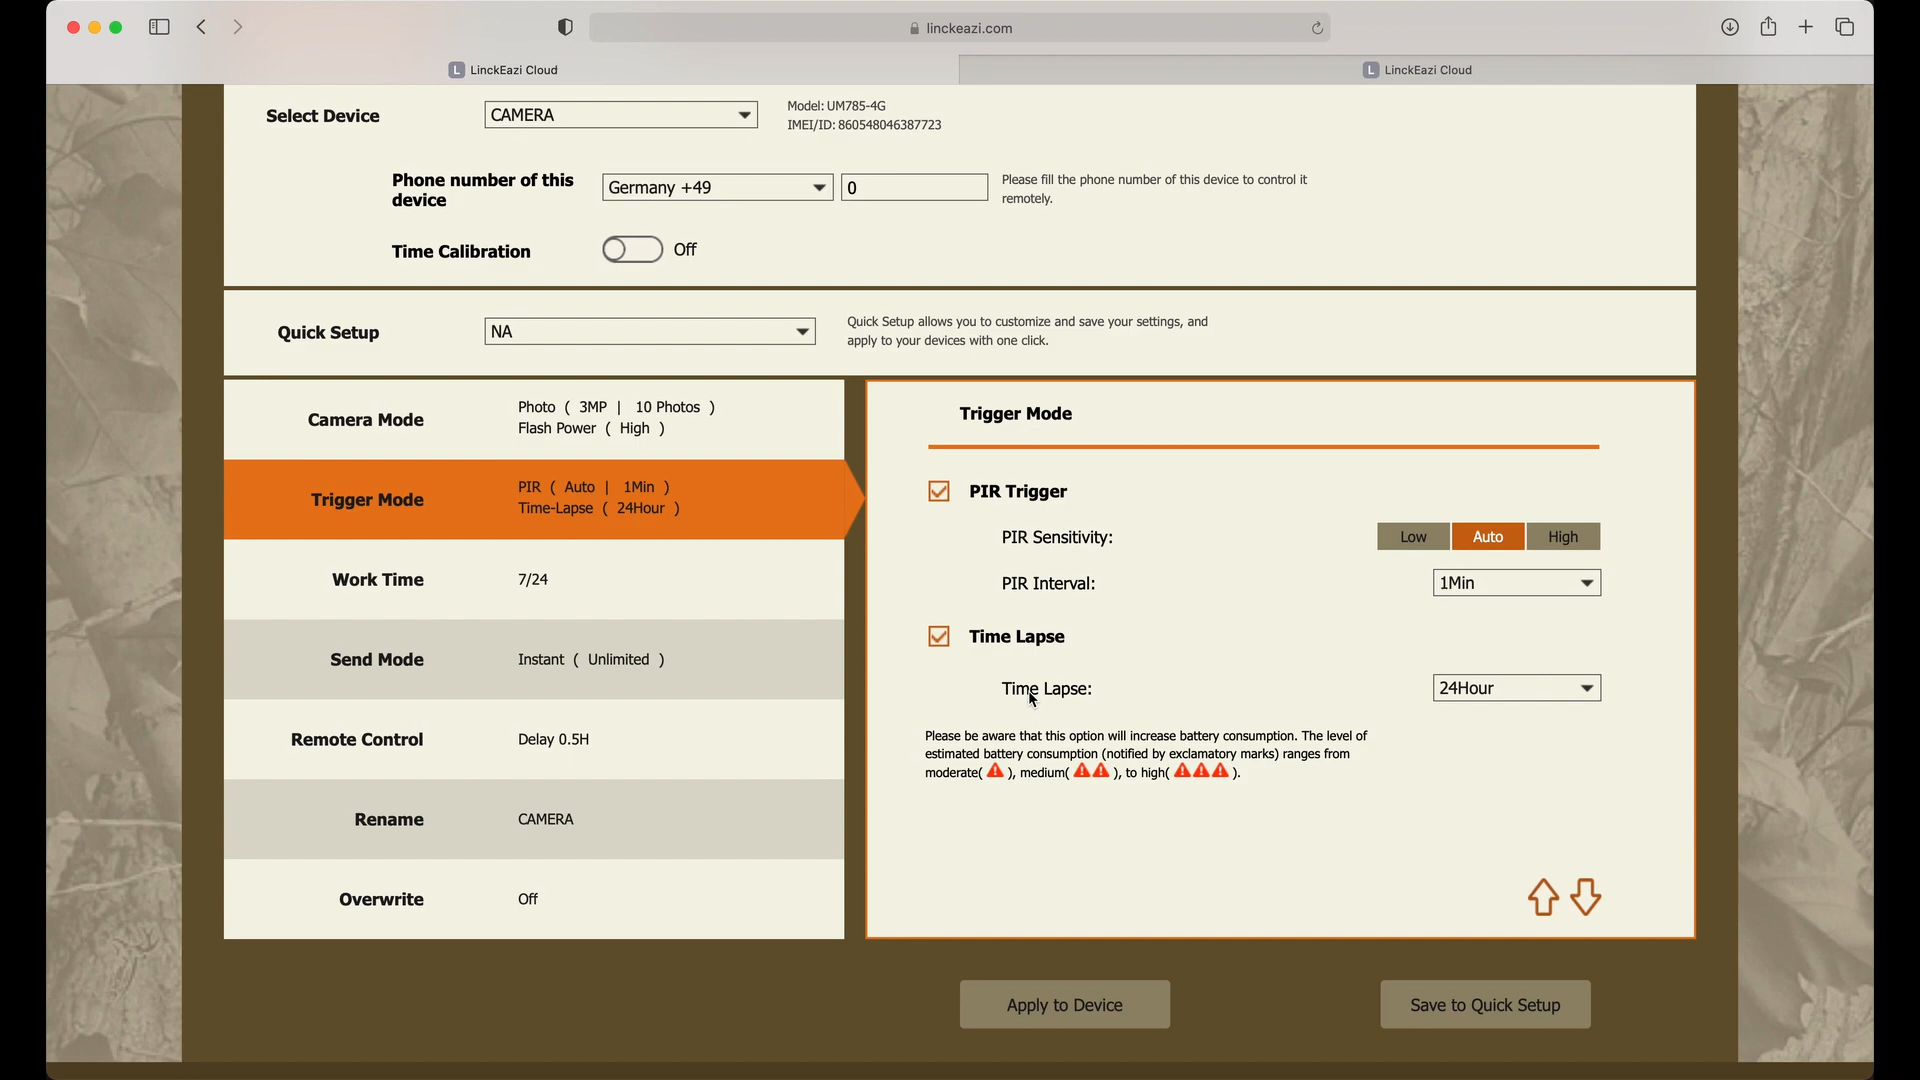 linckeazi.com
L LinckEazi Cloud
L LinckEazi Cloud
Select Device
CAMERA
Model: UM785-4G
IMEI/ID: 860548046387723
Phone number of this
device
Germany +49
0
Please fill the phone number of this device to control it
remotely.
Time Calibration
Off
Quick Setup
NA
Quick Setup allows you to customize and save your settings, and
apply to your devices with one click.
Camera Mode
Photo ( 3MP | 10 Photos )
Flash Power ( High )
Trigger Mode
PIR ( Auto | 1Min )
Time-Lapse ( 24Hour )
Work Time
7/24
Send Mode
Instant ( Unlimited )
Remote Control
Delay 0.5H
Rename
CAMERA
Overwrite
Off
Trigger Mode
PIR Trigger
PIR Sensitivity:
Low Auto High
PIR Interval:
1Min
Time Lapse
Time Lapse:
24Hour
Please be aware that this option will increase battery consumption. The level of
estimated battery consumption (notified by exclamatory marks) ranges from
moderate( ! ), medium( ! ! ), to high( ! ! ! ).
Apply to Device
Save to Quick Setup